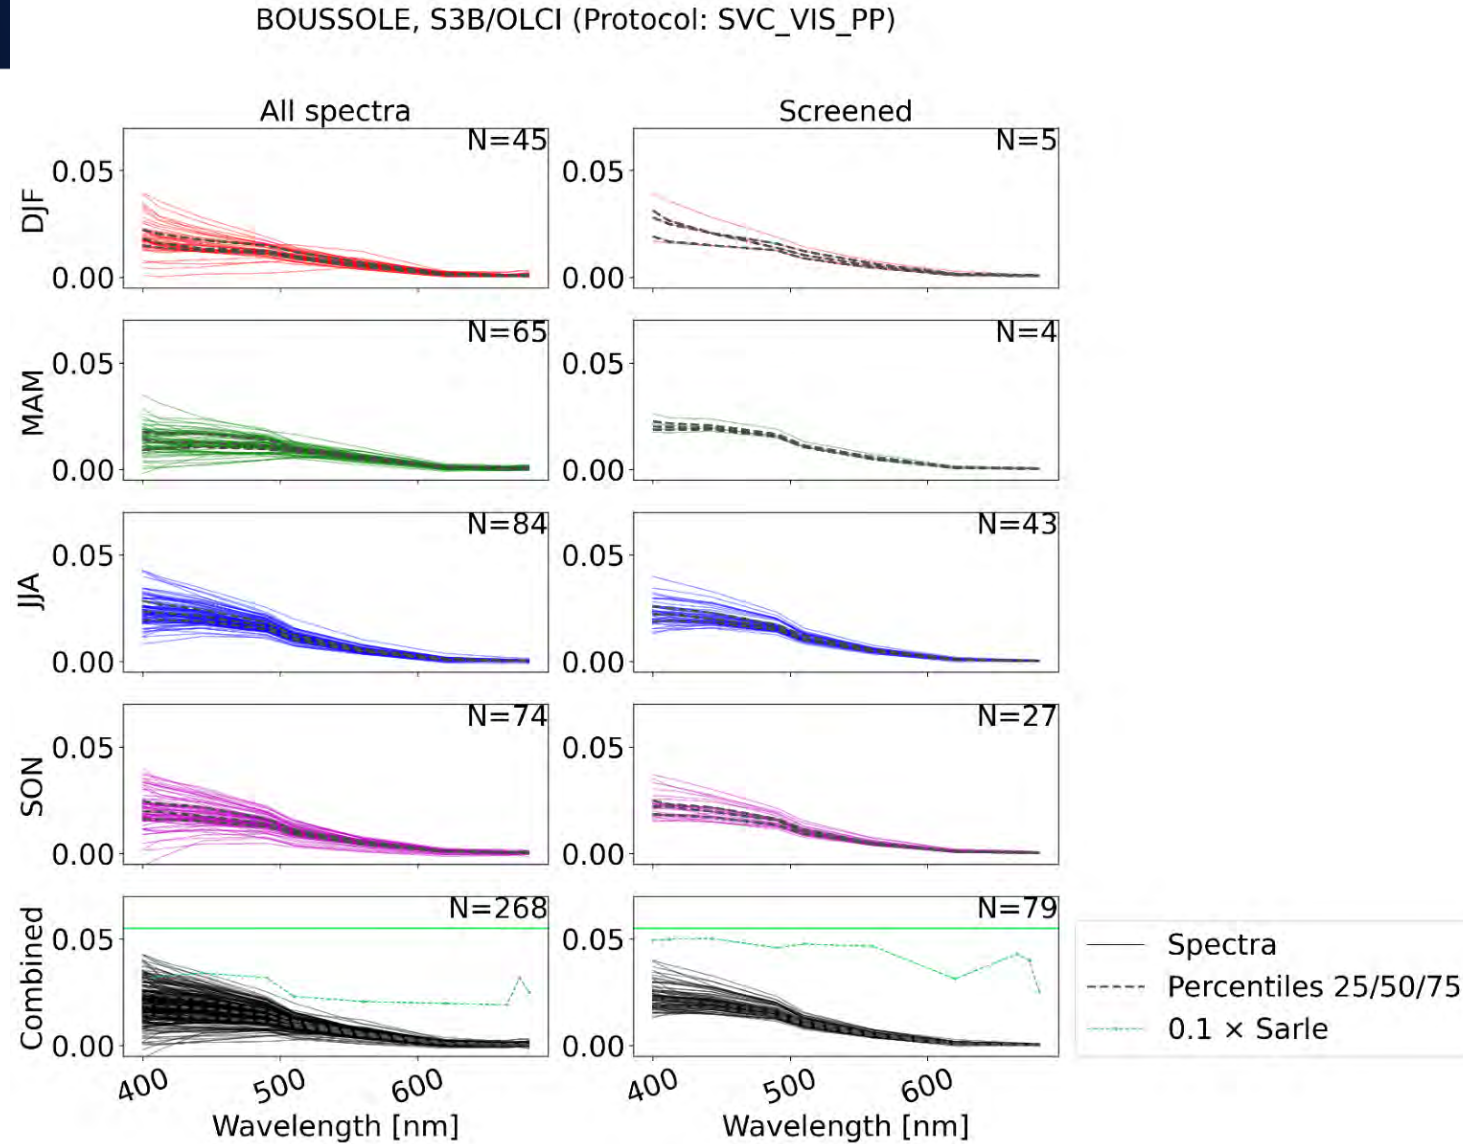 BOUSSOLE, S3B/OLCI (Protocol: SVC_VIS_PP)
All spectra
Screened
DJF
0.05
0.00
N=45
0.05
0.00
N=5
MAM
0.05
0.00
N=65
0.05
0.00
N=4
JJA
0.05
0.00
N=84
0.05
0.00
N=43
SON
0.05
0.00
N=74
0.05
0.00
N=27
Combined
0.05
0.00
N=268
0.05
0.00
N=79
400 500 600
400 500 600
Wavelength [nm]
Wavelength [nm]
Spectra
Percentiles 25/50/75
0.1 × Sarle